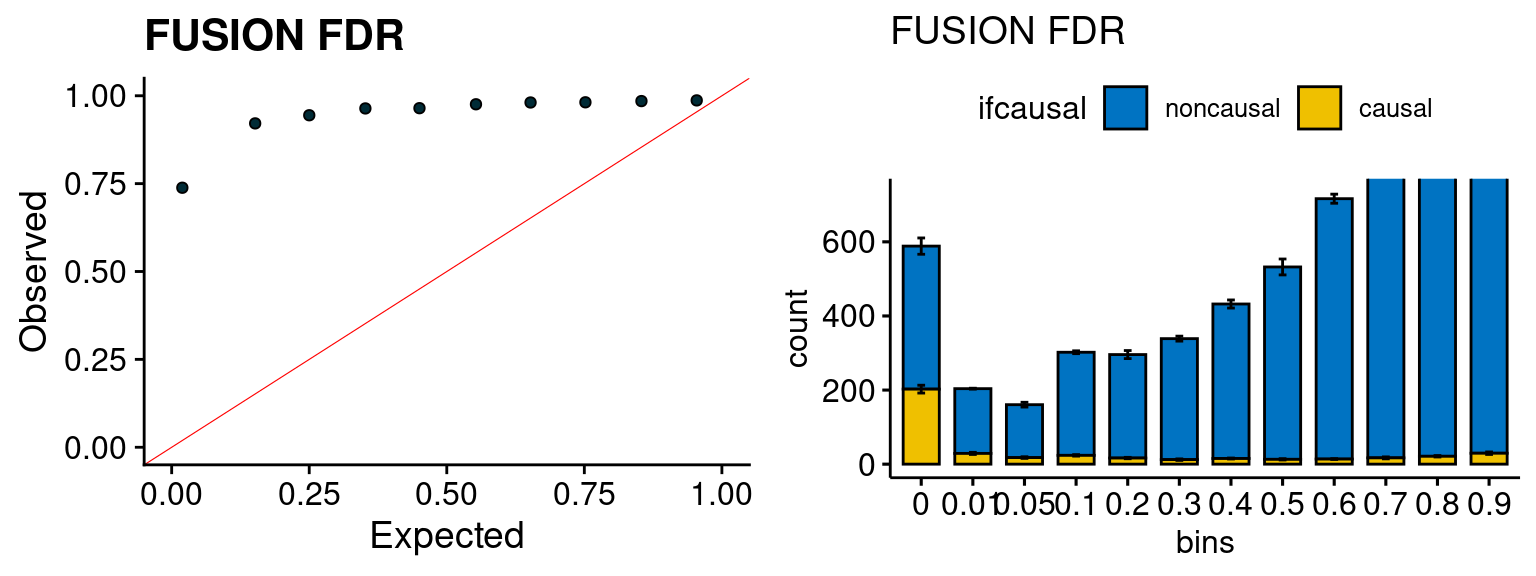 FUSION FDR
1.00
0.75
0.50
0.25
0.00
Observed
0.00 0.25 0.50 0.75 1.00
Expected
FUSION FDR
ifcausal noncausal causal
600
400
200
0
count
0 0.01 0.05 0.1 0.2 0.3 0.4 0.5 0.6 0.7 0.8 0.9
bins